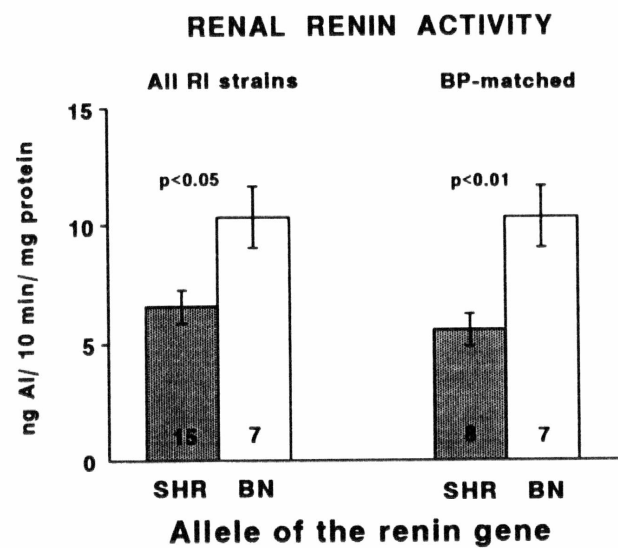 RENAL RENIN ACTIVITY
All RI strains BP-matched
ng AI/ 10 min/ mg protein
15
10
5
0
p<0.05 p<0.01
15 7 8 7
SHR BN SHR BN
Allele of the renin gene